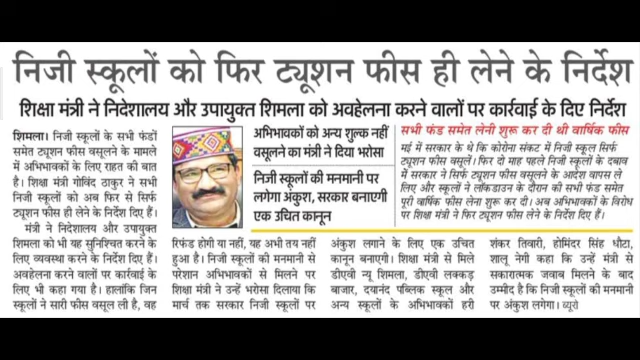 निजी स्कूलों को फिर ट्यूशन फीस ही लेने के निर्देश
शिक्षा मंत्री ने निदेशालय और उपायुक्त शिमला को अवहेलना करने वालों पर कार्रवाई के दिए निर्देश
शिमला। निजी स्कूलों के सभी फंडों
समेत ट्यूशन फीस वसूलने के मामले
में अभिभावकों के लिए राहत की बात
है। शिक्षा मंत्री गोविंद ठाकुर ने सभी
निजी स्कूलों को अब फिर से सिर्फ
ट्यूशन फीस ही लेने के निर्देश दिए हैं।
मंत्री ने निदेशालय और उपायुक्त
शिमला को भी यह सुनिश्चित करने के
लिए व्यवस्था करने के निर्देश दिए हैं।
अवहेलना करने वालों पर कार्रवाई के
लिए भी कहा गया है। हालांकि जिन
स्कूलों ने सारी फीस वसूल ली है, वह
अभिभावकों को अन्य शुल्क नहीं
वसूलने का मंत्री ने दिया भरोसा
निजी स्कूलों की मनमानी पर
लगेगा अंकुश, सरकार बनाएगी
एक उचित कानून
सभी फंड समेत लेनी शुरू कर दी थी वार्षिक फीस
मई में सरकार के थे कि कोरोना संकट में निजी स्कूल सिर्फ
ट्यूशन फीस वसूलें। फिर दो माह पहले निजी स्कूलों के दबाव
में सरकार ने सिर्फ ट्यूशन फीस वसूलने के आदेश वापस ले
लिए और स्कूलों ने लॉकडाउन के दौरान की सभी फंड समेत
पूरी वार्षिक फीस लेना शुरू कर दी। अब अभिभावकों के विरोध
पर शिक्षा मंत्री ने फिर ट्यूशन फीस लेने के निर्देश दिए हैं।
रिफंड होगी या नहीं, यह अभी तय नहीं
हुआ है। निजी स्कूलों की मनमानी से
परेशान अभिभावकों से मिलने पर
शिक्षा मंत्री ने उन्हें भरोसा दिलाया कि
मार्च तक सरकार निजी स्कूलों पर
अंकुश लगाने के लिए एक उचित
कानून बनाएगी। शिक्षा मंत्री से मिले
डीएवी न्यू शिमला, डीएवी लक्कड़
बाजार, दयानंद पब्लिक स्कूल और
अन्य स्कूलों के अभिभावकों हरी
शंकर तिवारी, होमिंदर सिंह धौटा,
शालू नेगी कहा कि उन्हें मंत्री से
सकारात्मक जवाब मिलने के बाद
उम्मीद है कि निजी स्कूलों की मनमानी
पर अंकुश लगेगा। ब्यूरो